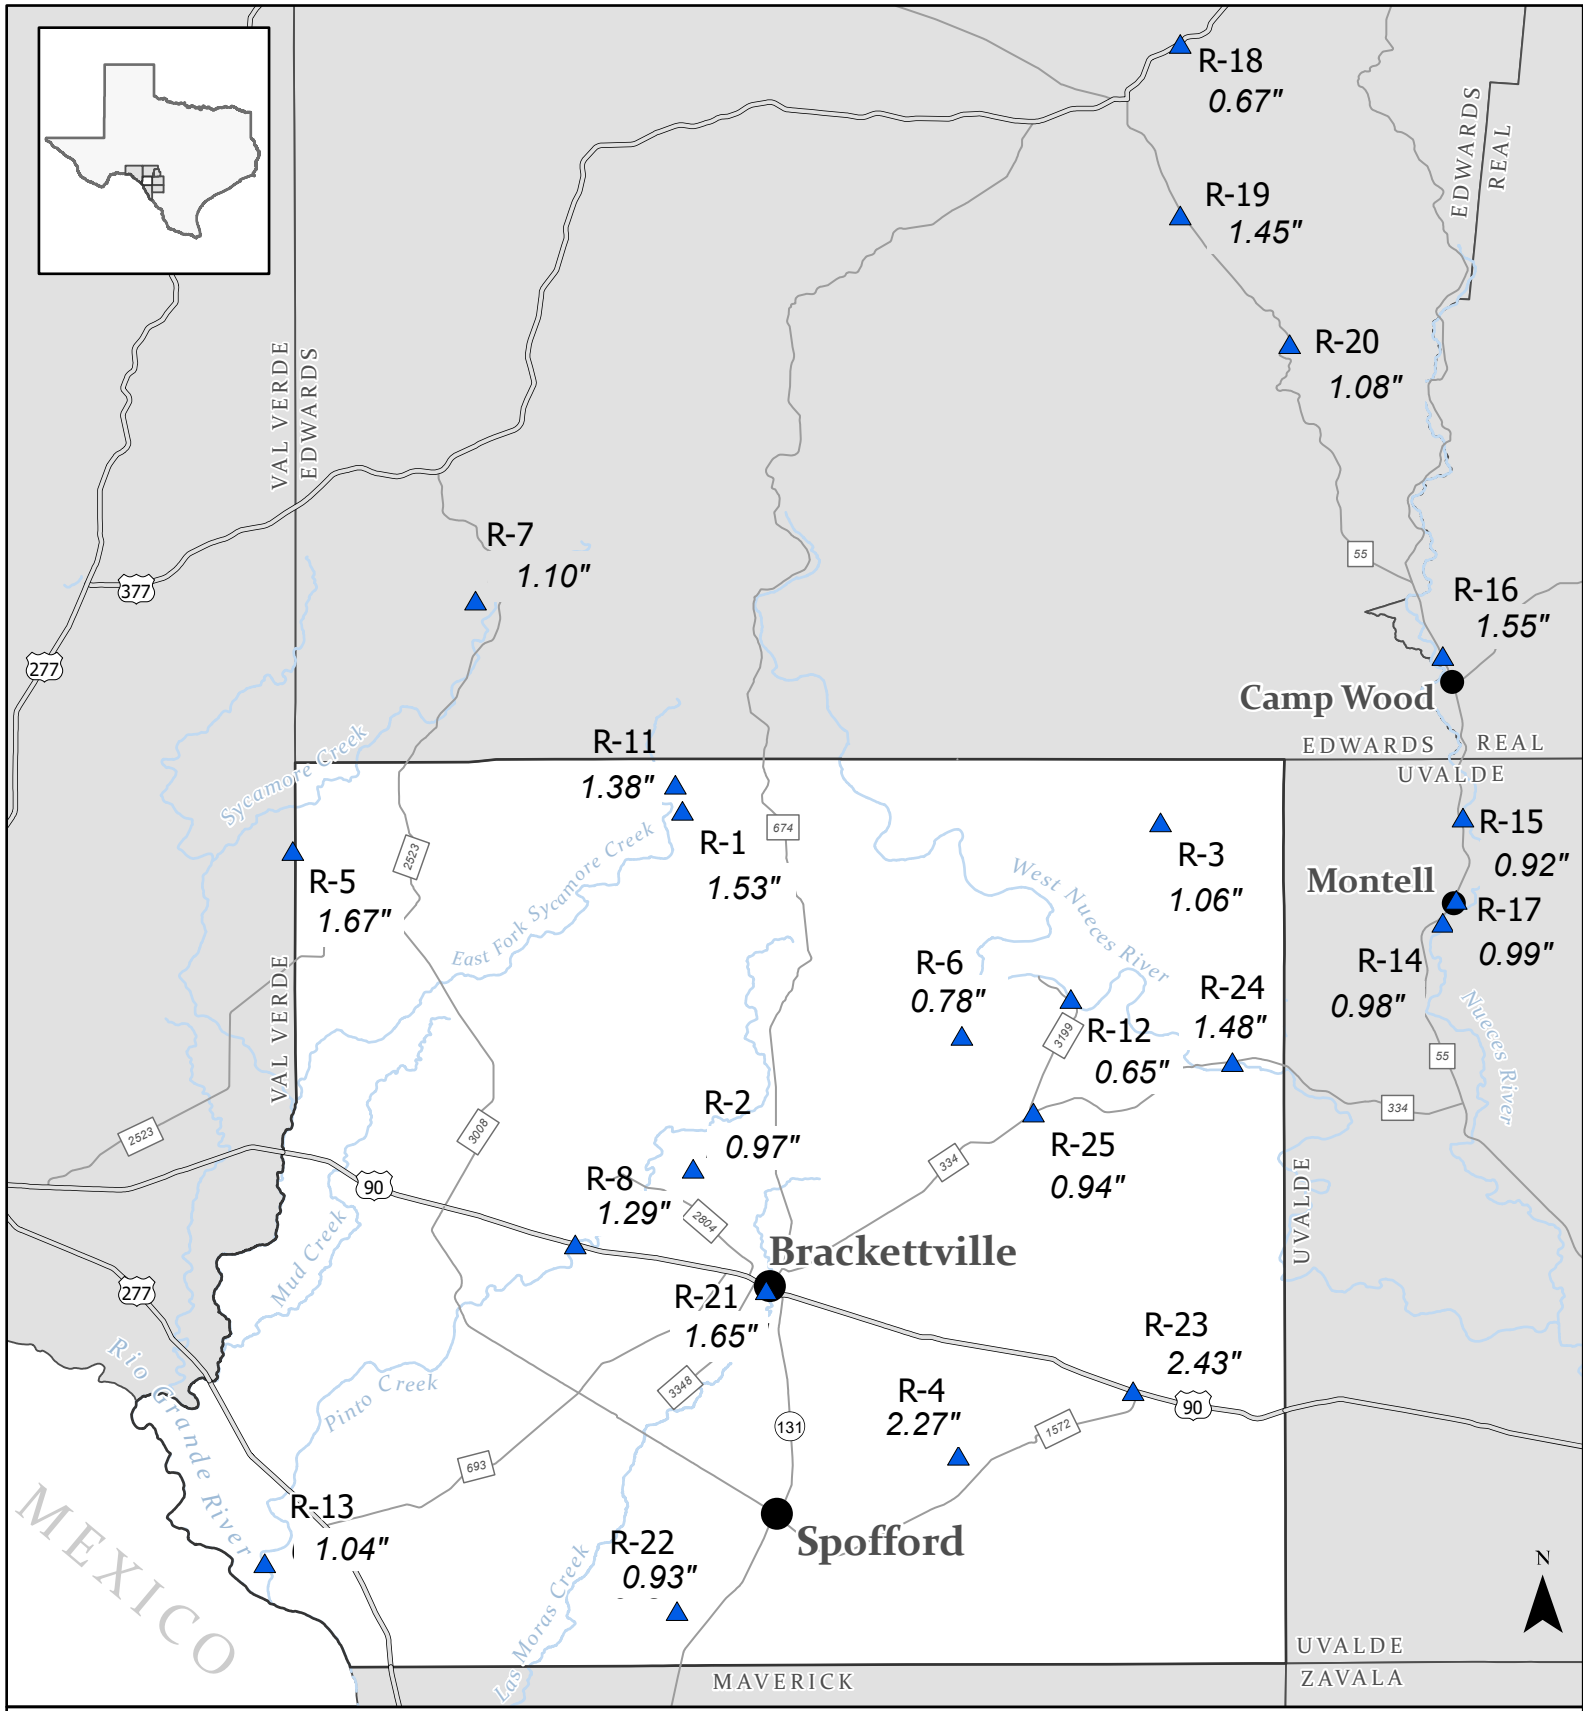 R-18
0.67"
EDWARDS
REAL
R-19
1.45"
R-20
1.08"
VAL VERDE
EDWARDS
R-7
1.10"
55
377
R-16
1.55"
277
Camp Wood
EDWARDS
REAL
UVALDE
Sycamore Creek
R-11
1.38"
R-1
1.53"
674
2523
East Fork Sycamore Creek
R-3
1.06"
R-15
0.92"
Montell
R-17
0.99"
R-14
0.98"
R-5
1.67"
West Nueces River
R-6
0.78"
R-24
1.48"
R-12
0.65"
3199
Nueces River
55
VAL VERDE
334
2523
3008
R-2
0.97"
R-25
0.94"
334
R-8
1.29"
90
2804
UVALDE
Mud Creek
Brackettville
277
R-21
1.65"
R-23
2.43"
Rio Grande River
Pinto Creek
3348
R-4
2.27"
90
131
1572
693
MEXICO
R-13
1.04"
Spofford
R-22
0.93"
Las Moras Creek
N
UVALDE
ZAVALA
MAVERICK